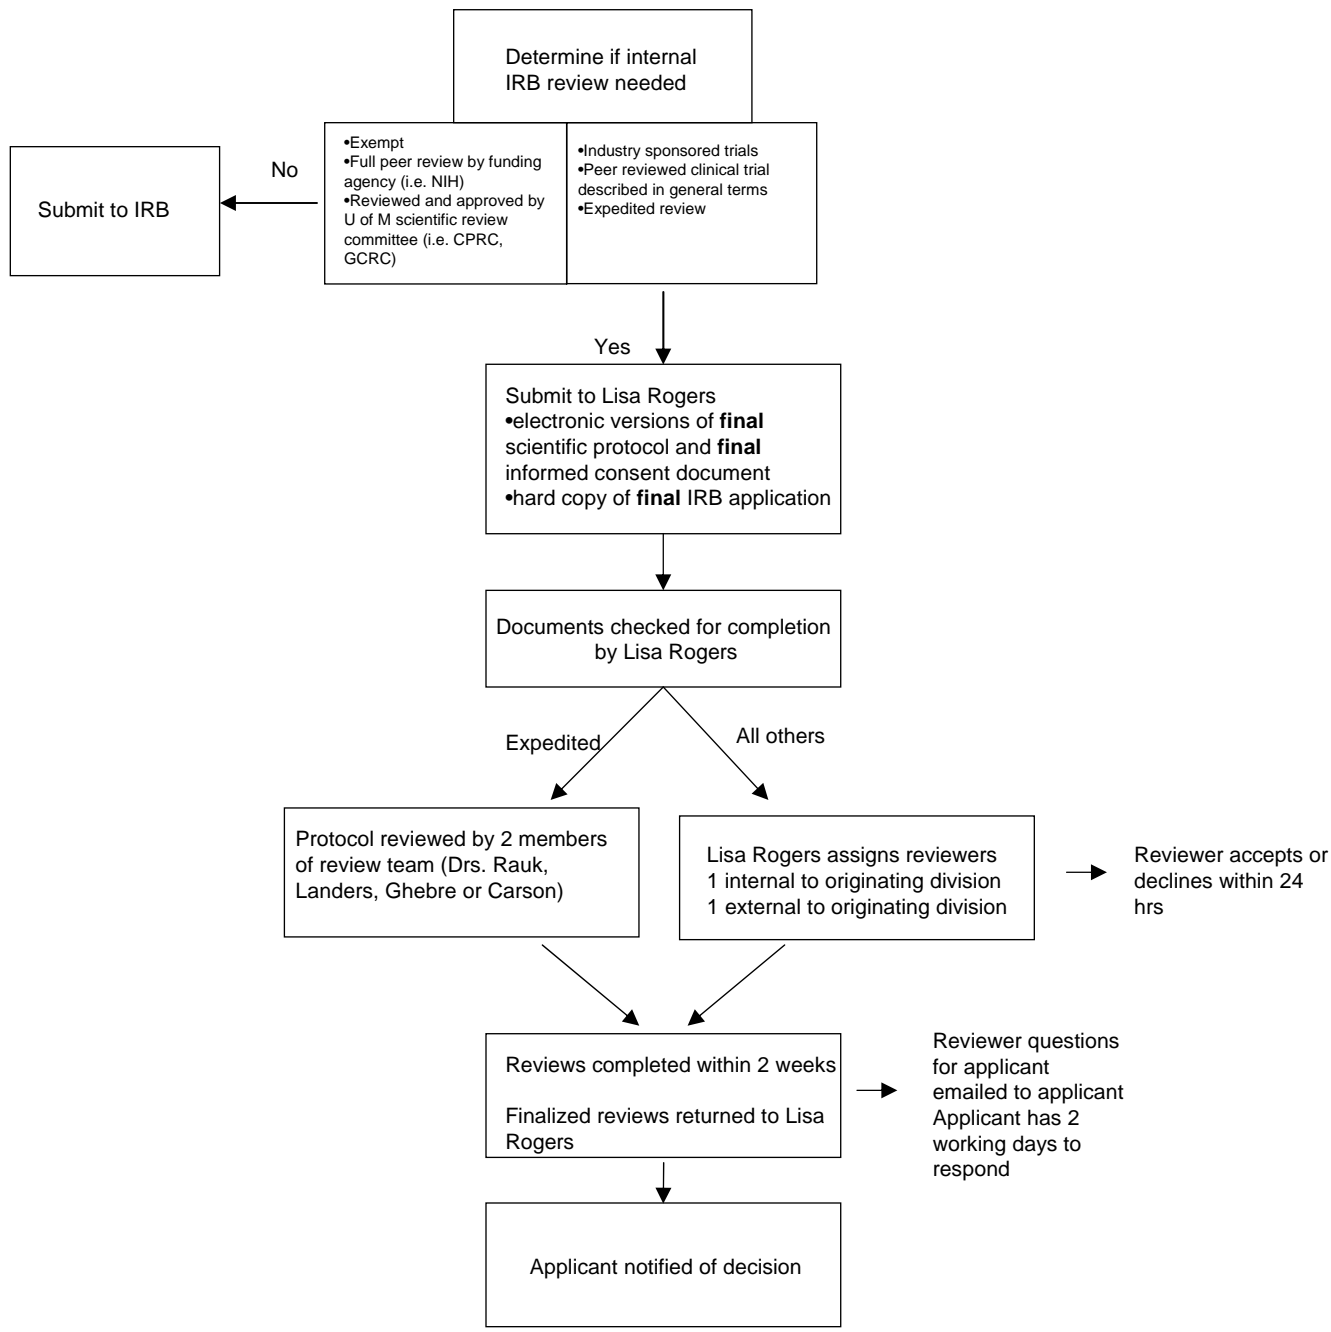 Determine if internal
IRB review needed
•Exempt
•Full peer review by funding
agency (i.e. NIH)
•Reviewed and approved by
U of M scientific review
committee (i.e. CPRC,
GCRC)
•Industry sponsored trials
•Peer reviewed clinical trial
described in general terms
•Expedited review
No
Submit to IRB
Yes
Submit to Lisa Rogers
•electronic versions of final
scientific protocol and final
informed consent document
•hard copy of final IRB application
Documents checked for completion
by Lisa Rogers
Expedited
All others
Protocol reviewed by 2 members
of review team (Drs. Rauk,
Landers, Ghebre or Carson)
Lisa Rogers assigns reviewers
1 internal to originating division
1 external to originating division
Reviewer accepts or
declines within 24
hrs
Reviews completed within 2 weeks
Finalized reviews returned to Lisa
Rogers
Reviewer questions
for applicant
emailed to applicant
Applicant has 2
working days to
respond
Applicant notified of decision